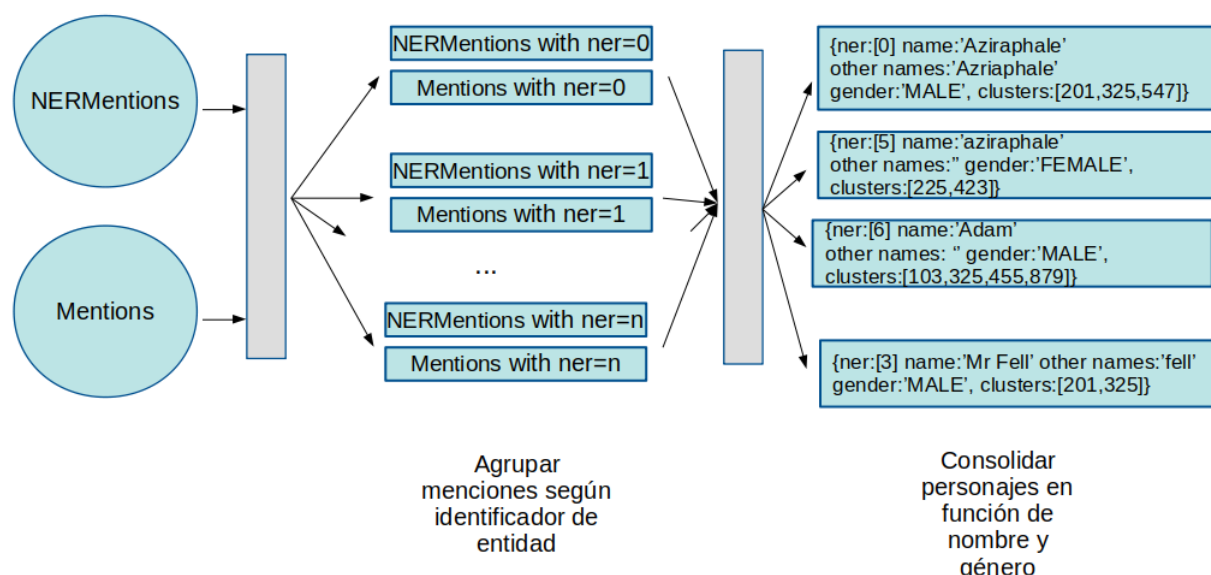 NERMentions
Mentions
NERMentions with ner=0
Mentions with ner=0
NERMentions with ner=1
Mentions with ner=1
...
NERMentions with ner=n
Mentions with ner=n
{ner:[0] name:’Aziraphale’
other names:’Azriaphale’
gender:’MALE’, clusters:[201,325,547]}
{ner:[5] name:’aziraphale’
other names:’’ gender:’FEMALE’,
clusters:[225,423]}
{ner:[6] name:’Adam’
other names: ‘’ gender:’MALE’,
clusters:[103,325,455,879]}
{ner:[3] name:’Mr Fell’ other names:’fell’
gender:’MALE’, clusters:[201,325]}
Agrupar
menciones según
identificador de
entidad
Consolidar
personajes en
función de
nombre y
género